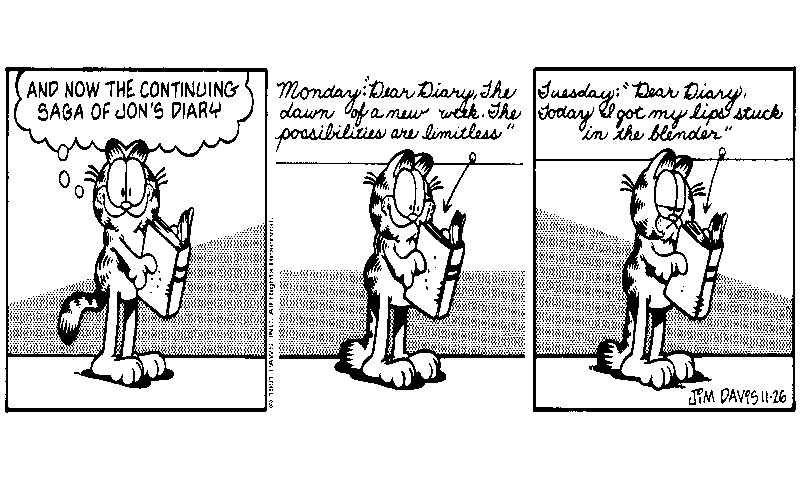 AND NOW THE CONTINUING
SAGA OF JON'S DIARY
Monday: "Dear Diary, The
dawn of a new week. The
possibilities are limitless"
Tuesday: "Dear Diary,
Today I got my lips stuck
in the blender"
JIM DAVIS 11-26